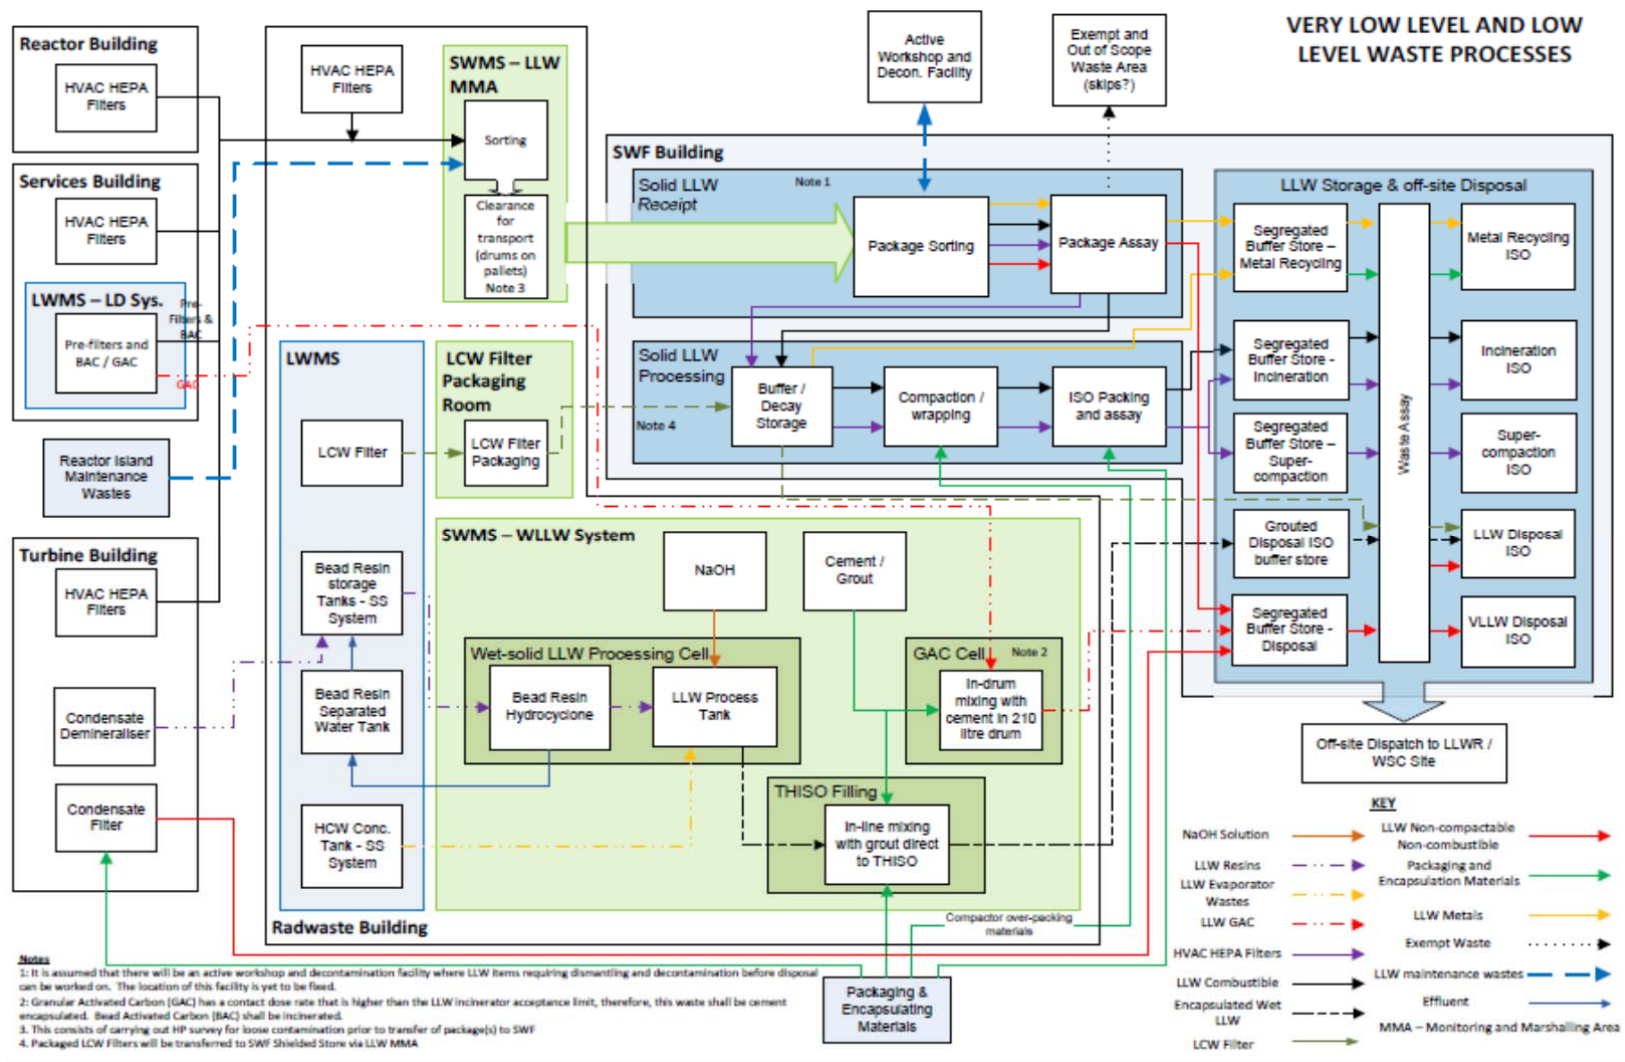 VERY LOW LEVEL AND LOW
LEVEL WASTE PROCESSES
Reactor Building
HVAC HEPA
Filters
Services Building
HVAC HEPA
Filters
LWMS – LD Sys.
Pre-filters and
BAC / GAC
Pre-
Filters &
BAC
GAC
Reactor Island
Maintenance
Wastes
Turbine Building
HVAC HEPA
Filters
Condensate
Demineraliser
Condensate
Filter
HVAC HEPA
Filters
SWMS – LLW
MMA
Sorting
Clearance
for
transport
(drums on
pallets)
Note 3
LWMS
LCW Filter
Bead Resin
storage
Tanks - SS
System
Bead Resin
Separated
Water Tank
HCW Conc.
Tank - SS
System
Radwaste Building
LCW Filter
Packaging
Room
LCW Filter
Packaging
SWMS – WLLW System
NaOH
Cement /
Grout
Wet-solid LLW Processing Cell
Bead Resin
Hydrocyclone
LLW Process
Tank
GAC Cell
Note 2
In-drum
mixing with
cement in 210
litre drum
THISO Filling
In-line mixing
with grout direct
to THISO
Compactor over-packing
materials
Packaging &
Encapsulating
Materials
Active
Workshop and
Decon. Facility
Exempt and
Out of Scope
Waste Area
(skips?)
SWF Building
Solid LLW
Receipt
Note 1
Package Sorting
Package Assay
Solid LLW
Processing
Note 4
Buffer /
Decay
Storage
Compaction /
wrapping
ISO Packing
and assay
LLW Storage & off-site Disposal
Segregated
Buffer Store –
Metal Recycling
Segregated
Buffer Store -
Incineration
Segregated
Buffer Store –
Super-
compaction
Grouted
Disposal ISO
buffer store
Segregated
Buffer Store -
Disposal
Waste Assay
Metal Recycling
ISO
Incineration
ISO
Super-
compaction
ISO
LLW Disposal
ISO
VLLW Disposal
ISO
Off-site Dispatch to LLWR /
WSC Site
KEY
NaOH Solution
LLW Resins
LLW Evaporator
Wastes
LLW GAC
HVAC HEPA Filters
LLW Combustible
Encapsulated Wet
LLW
LCW Filter
LLW Non-compactable
Non-combustible
Packaging and
Encapsulation Materials
LLW Metals
Exempt Waste
LLW maintenance wastes
Effluent
MMA – Monitoring and Marshalling Area
Notes
1: It is assumed that there will be an active workshop and decontamination facility where LLW items requiring dismantling and decontamination before disposal
can be worked on. The location of this facility is yet to be fixed.
2: Granular Activated Carbon (GAC) has a contact dose rate that is higher than the LLW incinerator acceptance limit, therefore, this waste shall be cement
encapsulated. Bead Activated Carbon (BAC) shall be incinerated.
3. This consists of carrying out HP survey for loose contamination prior to transfer of package(s) to SWF
4. Packaged LCW Filters will be transferred to SWF Shielded Store via LLW MMA